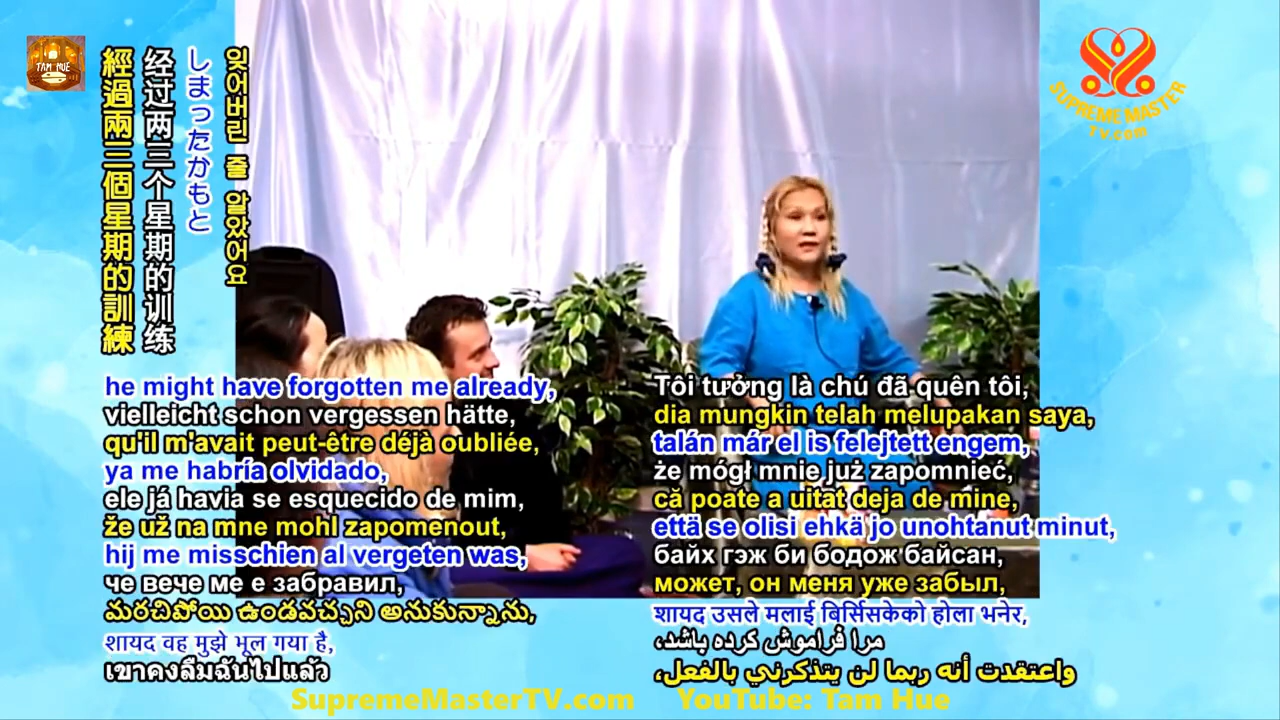 TAM HUE
經過兩三個星期的訓練
经过两三个星期的训练
しまったかもと
잊어버린 줄 알았어요
SUPREME MASTER
TV.com
he might have forgotten me already,
vielleicht schon vergessen hätte,
qu'il m'avait peut-être déjà oubliée,
ya me habría olvidado,
ele já havia se esquecido de mim,
že už na mne mohl zapomenout,
hij me misschien al vergeten was,
че вече ме е забравил,
మరచిపోయి ఉండవచ్చని అనుకున్నాను,
शायद वह मुझे भूल गया है,
เขาคงลืมฉันไปแล้ว
Tôi tưởng là chú đã quên tôi,
dia mungkin telah melupakan saya,
talán már el is felejtett engem,
że mógł mnie już zapomnieć,
că poate a uitat deja de mine,
että se olisi ehkä jo unohtanut minut,
байх гэж би бодож байсан,
может, он меня уже забыл,
शायद उसले मलाई बिर्सिसकेको होला भनेर,
مرا فراموش کرده باشد،
واعتقدت أنه ربما لن يتذكرني بالفعل،
SupremeMasterTV.com YouTube: Tam Hue